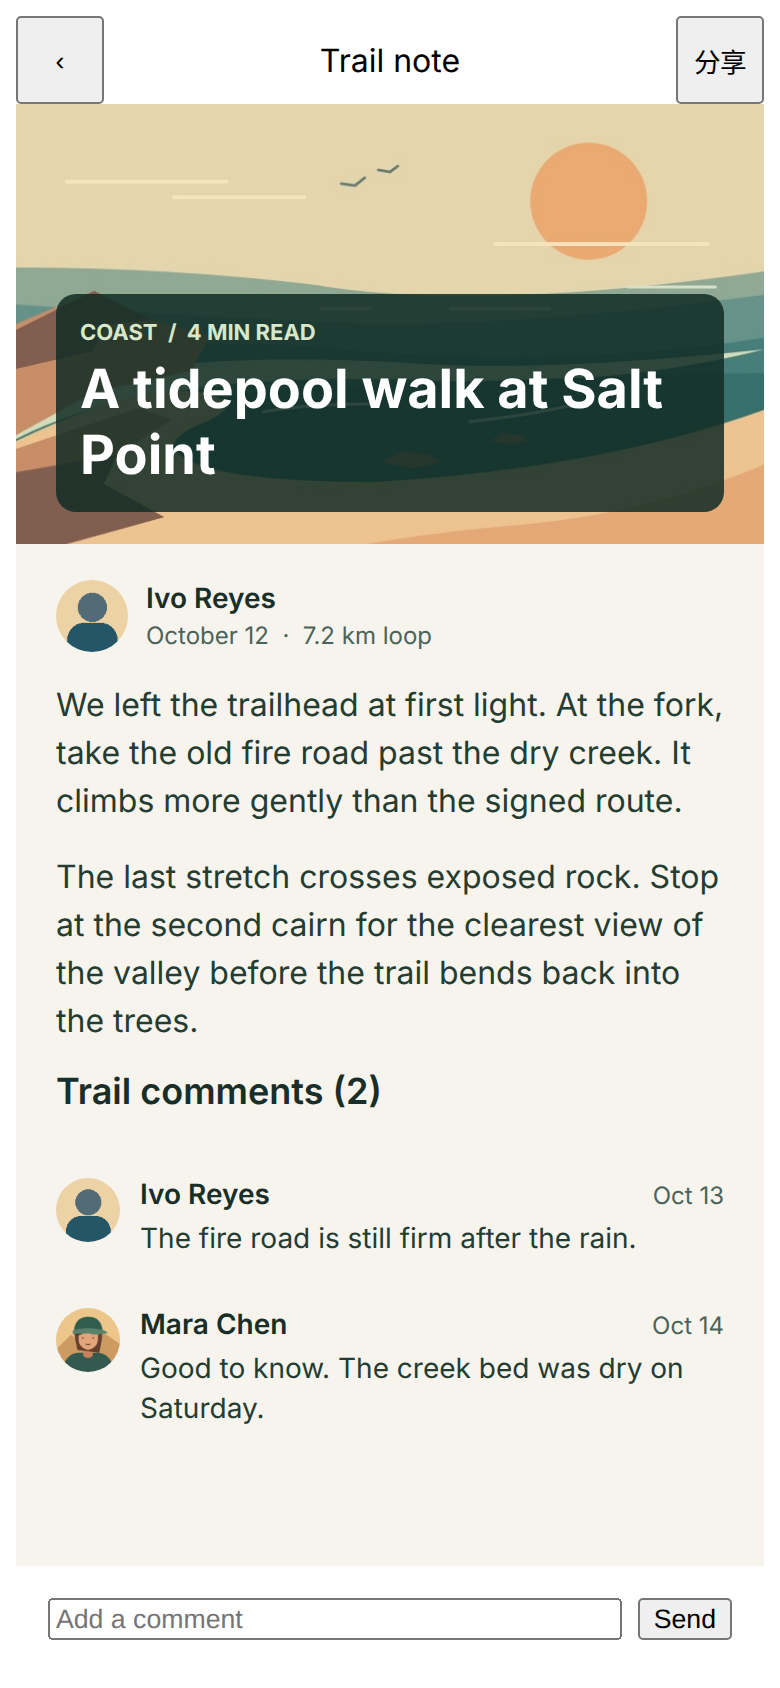 ‹
Trail note
分享
COAST / 4 MIN READ
A tidepool walk at Salt
Point
Ivo Reyes
October 12 · 7.2 km loop
We left the trailhead at first light. At the fork,
take the old fire road past the dry creek. It
climbs more gently than the signed route.
The last stretch crosses exposed rock. Stop
at the second cairn for the clearest view of
the valley before the trail bends back into
the trees.
Trail comments (2)
Ivo Reyes
Oct 13
The fire road is still firm after the rain.
Mara Chen
Oct 14
Good to know. The creek bed was dry on
Saturday.
Add a comment
Send